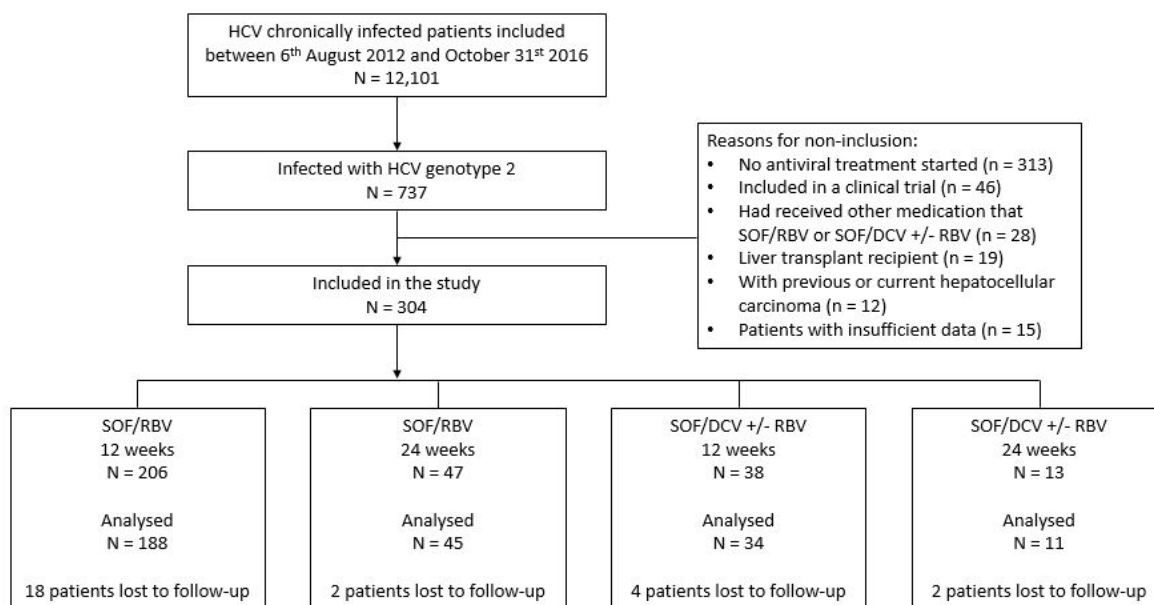 HCV chronically infected patients included
between 6th August 2012 and October 31st 2016
N = 12,101
Infected with HCV genotype 2
N = 737
Reasons for non-inclusion:
• No antiviral treatment started (n = 313)
• Included in a clinical trial (n = 46)
• Had received other medication that
SOF/RBV or SOF/DCV +/- RBV (n = 28)
• Liver transplant recipient (n = 19)
• With previous or current hepatocellular
carcinoma (n = 12)
• Patients with insufficient data (n = 15)
Included in the study
N = 304
SOF/RBV
12 weeks
N = 206
Analysed
N = 188
18 patients lost to follow-up
SOF/RBV
24 weeks
N = 47
Analysed
N = 45
2 patients lost to follow-up
SOF/DCV +/- RBV
12 weeks
N = 38
Analysed
N = 34
4 patients lost to follow-up
SOF/DCV +/- RBV
24 weeks
N = 13
Analysed
N = 11
2 patients lost to follow-up